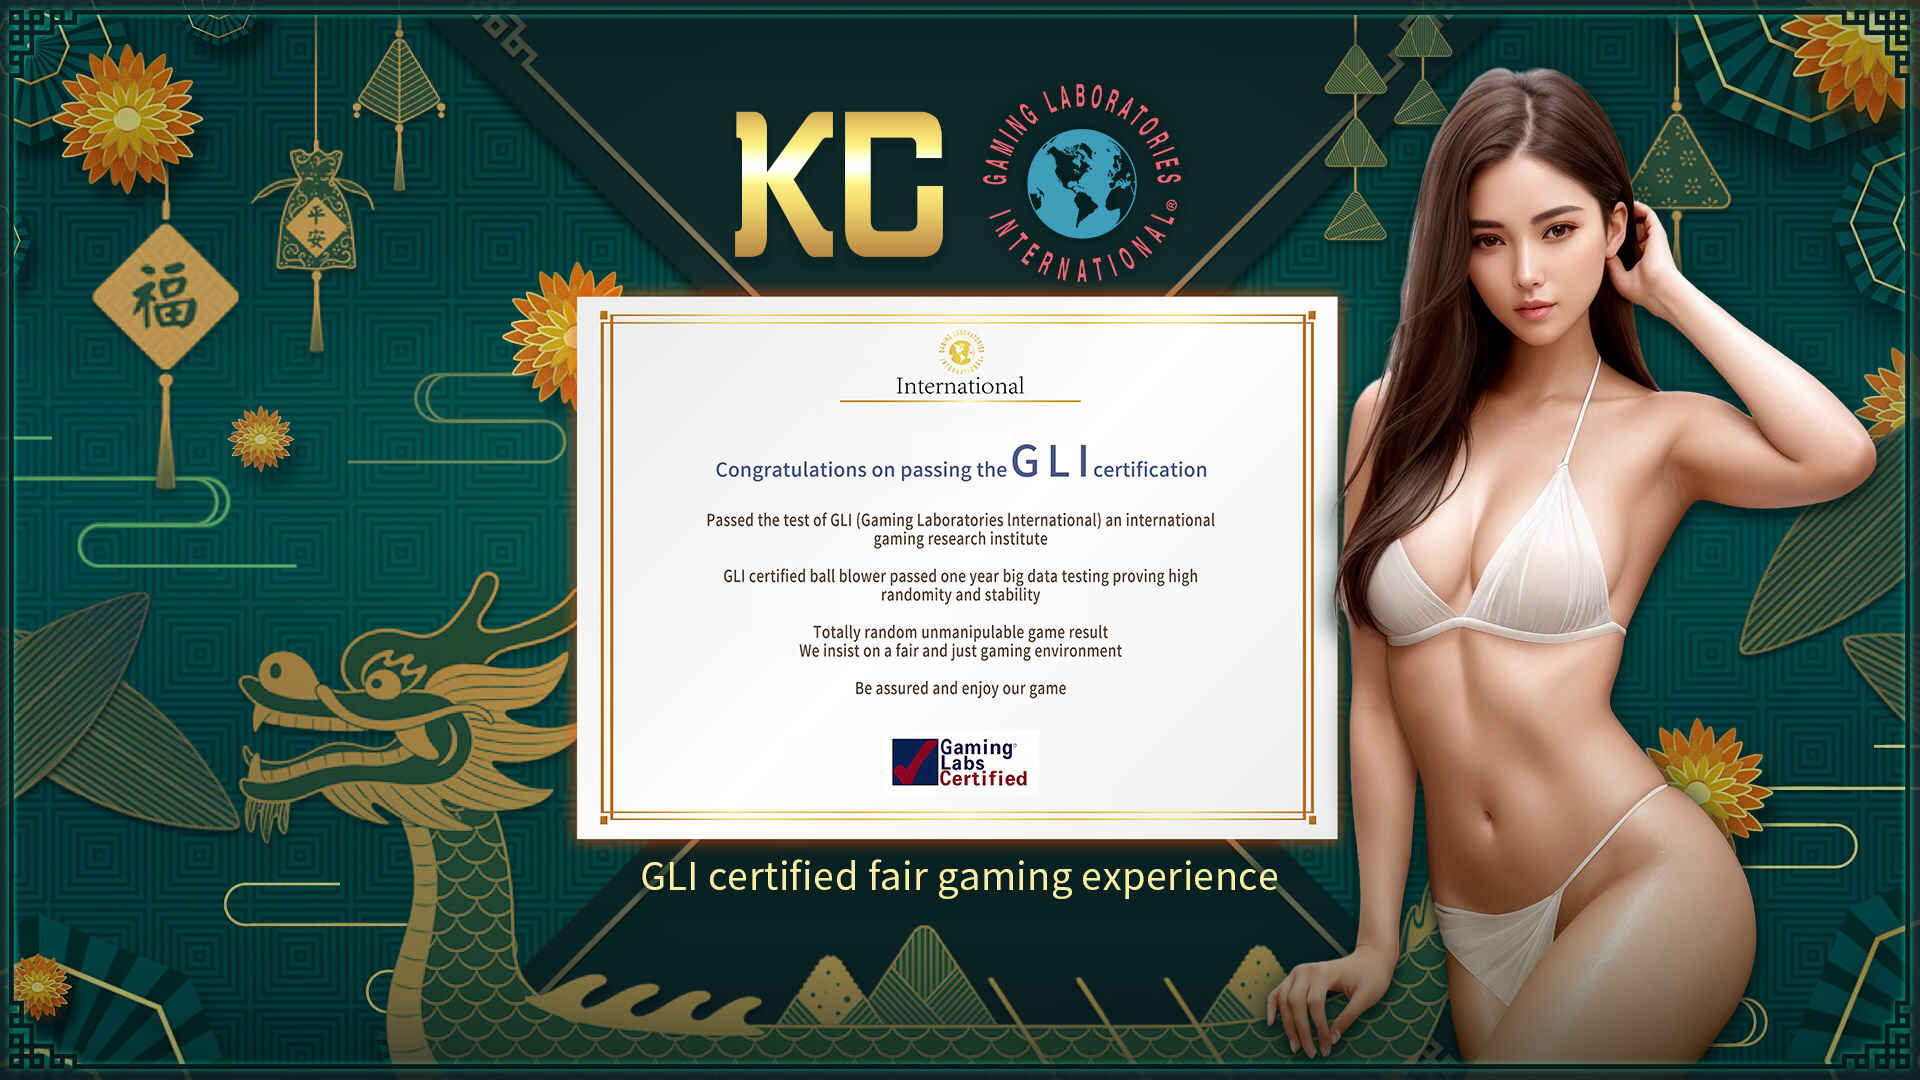 KC
GAMING LABORATORIES
INTERNATIONAL®
福
平
安
GAMING LABORATORIES
INTERNATIONAL
International
Congratulations on passing the GLI certification
Passed the test of GLI (Gaming Laboratories lnternational) an international
gaming research institute
GLI certified ball blower passed one year big data testing proving high
randomity and stability
Totally random unmanipulable game result
We insist on a fair and just gaming environment
Be assured and enjoy our game
Gaming®
Labs
Certified
GLI certified fair gaming experience